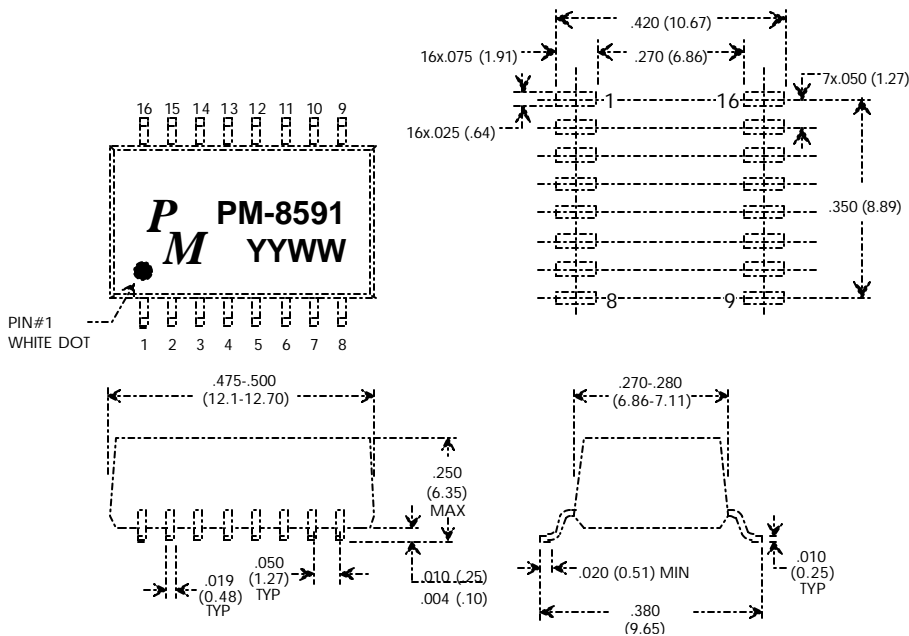 .420 (10.67)
16x.075 (1.91)
.270 (6.86)
7x.050 (1.27)
1
16
16x.025 (.64)
.350 (8.89)
8
9
16 15 14 13 12 11 10 9
P
M
PM-8591
YYWW
PIN#1
WHITE DOT
1 2 3 4 5 6 7 8
.475-.500
(12.1-12.70)
.250
(6.35)
MAX
.019
(0.48)
TYP
.050
(1.27)
TYP
.010 (.25)
.004 (.10)
.270-.280
(6.86-7.11)
.020 (0.51) MIN
.010
(0.25)
TYP
.380
(9.65)